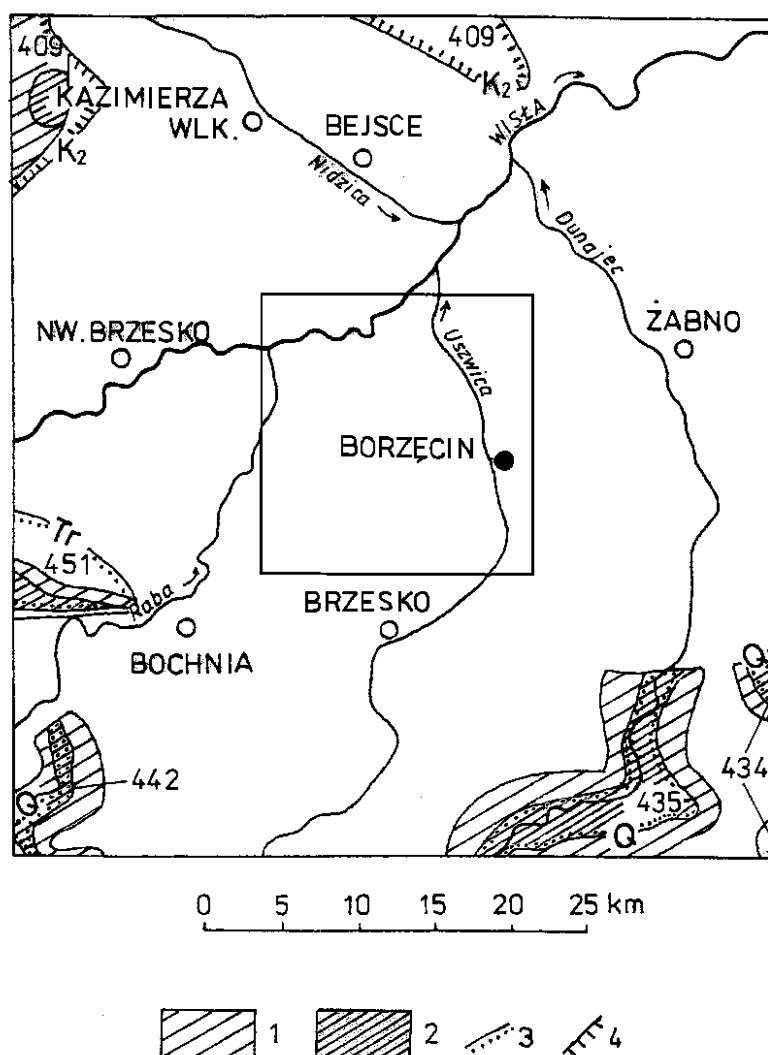 409
409
K₂
KAZIMIERZA
WLK.
BEJSCE
WISŁA
K₂
Nidzica
Dunajec
NW. BRZESKO
ŻABNO
Uszwica
BORZĘCIN
Tr
451
Raba
BRZESKO
BOCHNIA
Q
442
434
435
Q
Q
0 5 10 15 20 25 km
1 2 3 4